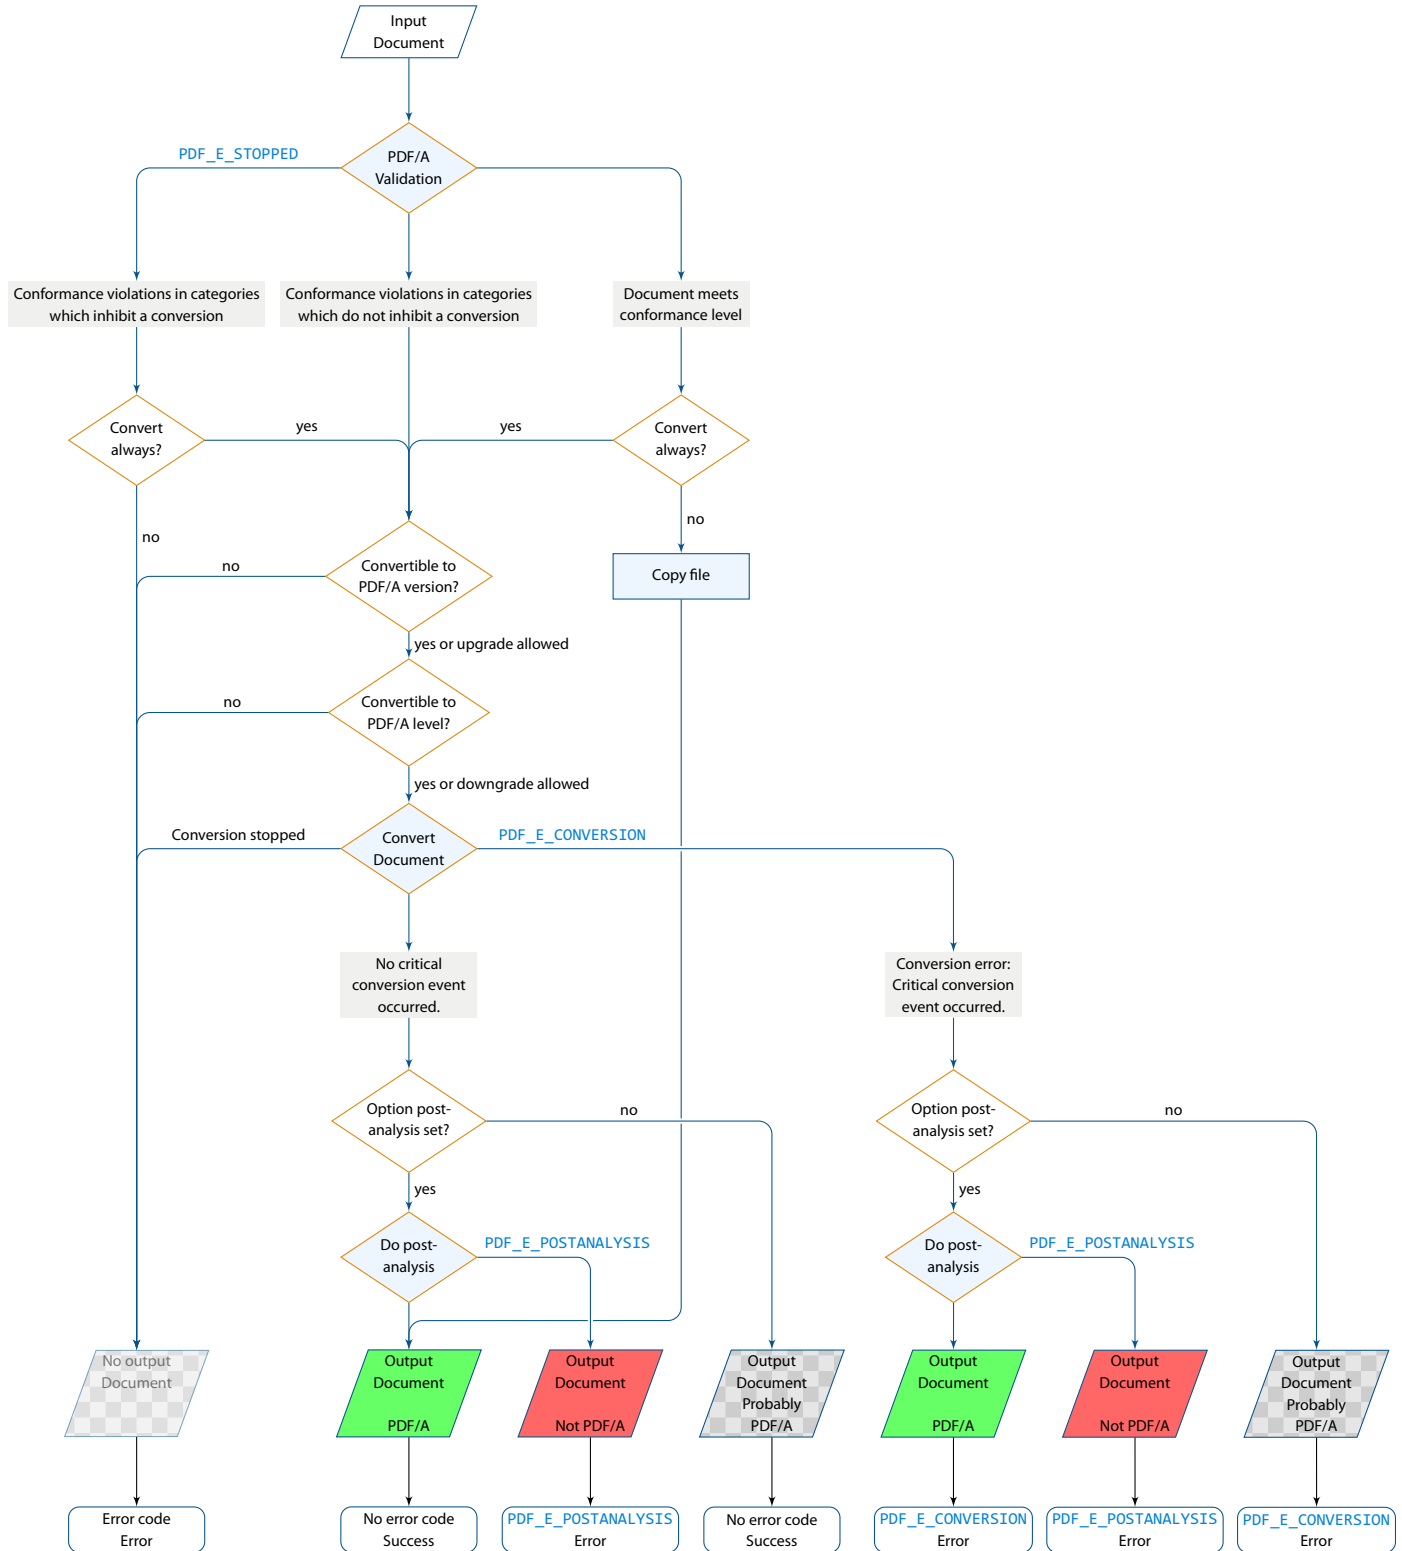 Input
Document
PDF_E_STOPPED
PDF/A
Validation
Conformance violations in categories
which inhibit a conversion
Conformance violations in categories
which do not inhibit a conversion
Document meets
conformance level
Convert
always?
yes
yes
Convert
always?
no
no
Convertible to
PDF/A version?
no
Copy file
yes or upgrade allowed
no
Convertible to
PDF/A level?
yes or downgrade allowed
Conversion stopped
Convert
Document
PDF_E_CONVERSION
No critical
conversion event
occurred.
Conversion error:
Critical conversion
event occurred.
Option post-
analysis set?
no
Option post-
analysis set?
no
yes
yes
Do post-
analysis
PDF_E_POSTANALYSIS
Do post-
analysis
PDF_E_POSTANALYSIS
No output
Document
Output
Document
PDF/A
Output
Document
Not PDF/A
Output
Document
Probably
PDF/A
Output
Document
PDF/A
Output
Document
Not PDF/A
Output
Document
Probably
PDF/A
Error code
Error
No error code
Success
PDF_E_POSTANALYSIS
Error
No error code
Success
PDF_E_CONVERSION
Error
PDF_E_POSTANALYSIS
Error
PDF_E_CONVERSION
Error